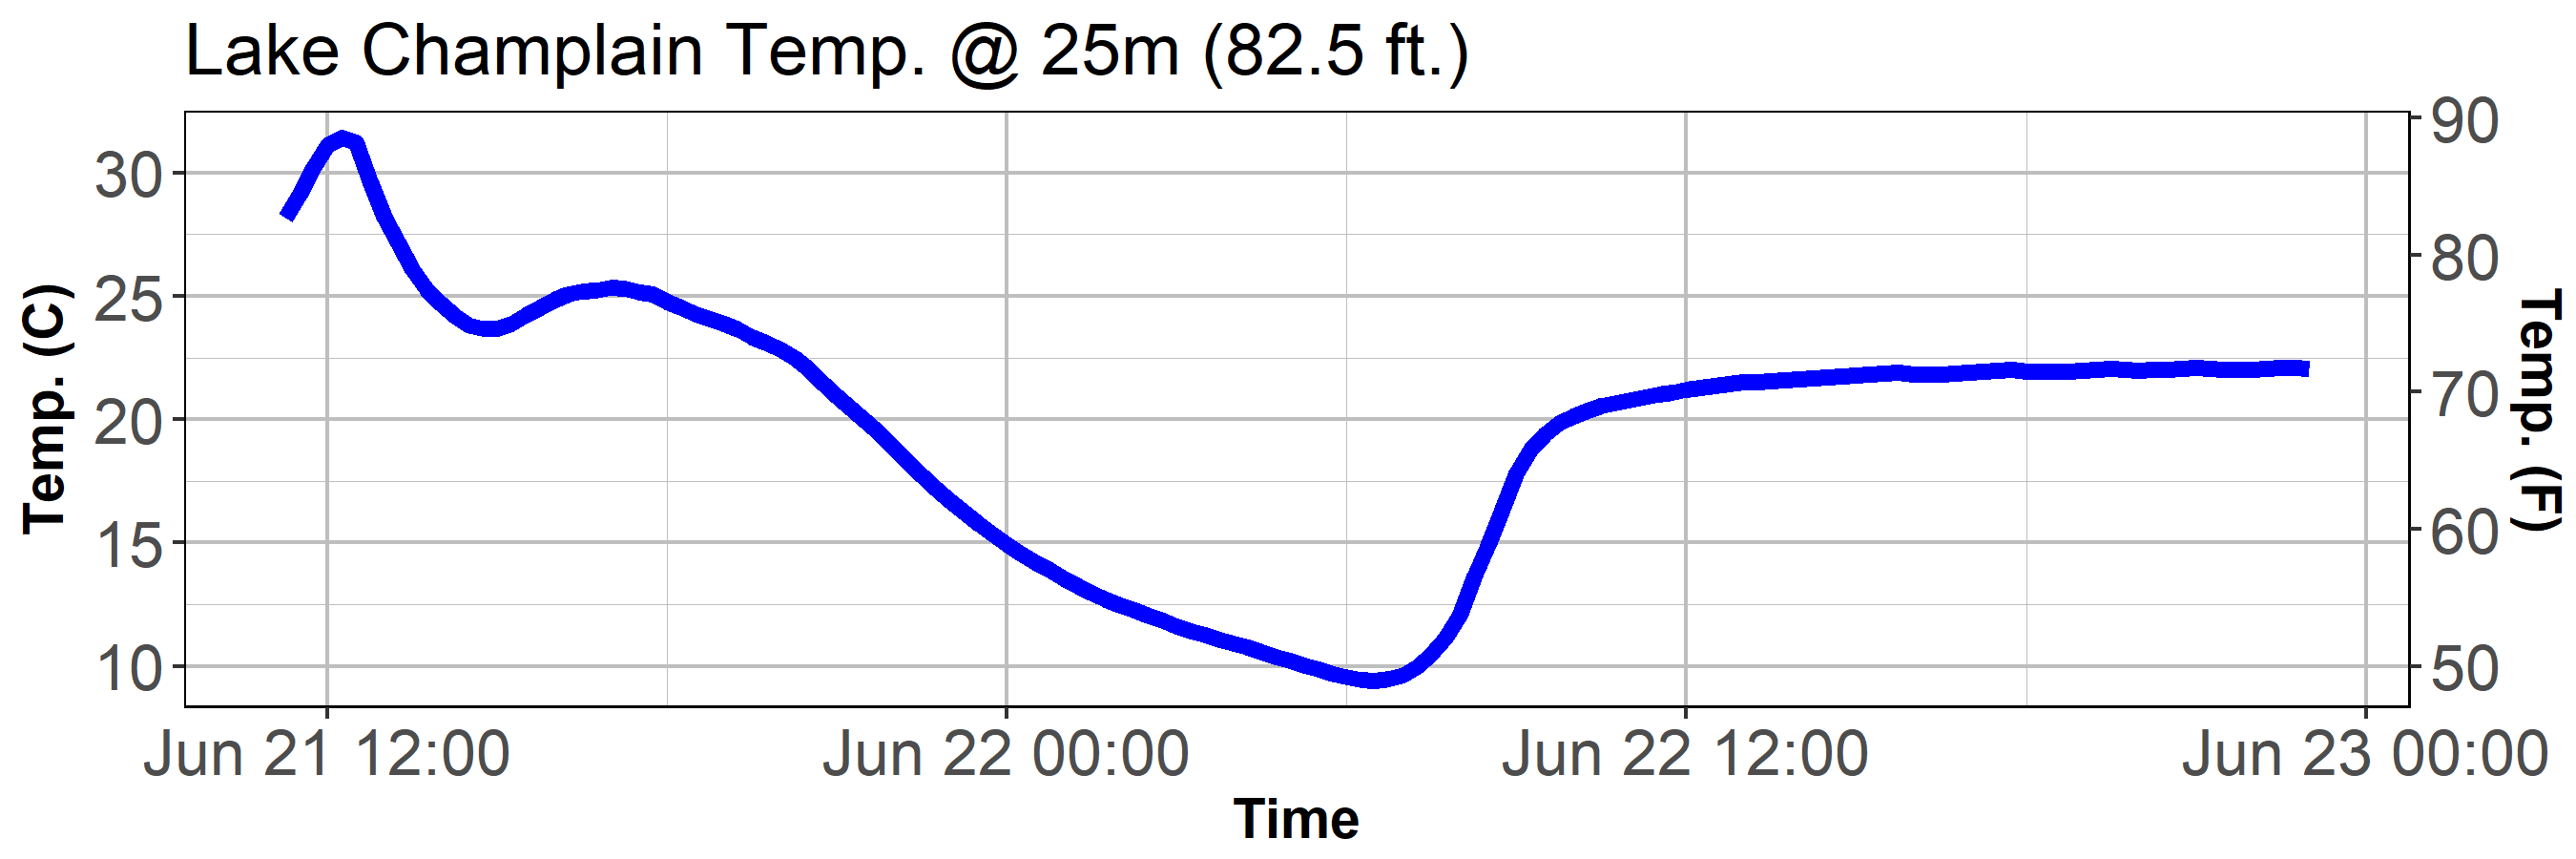 Lake Champlain Temp. @ 25m (82.5 ft.)
Temp. (C)
30
25
20
15
10
90
80
70
60
50
Temp. (F)
Jun 21 12:00
Jun 22 00:00
Jun 22 12:00
Jun 23 00:00
Time